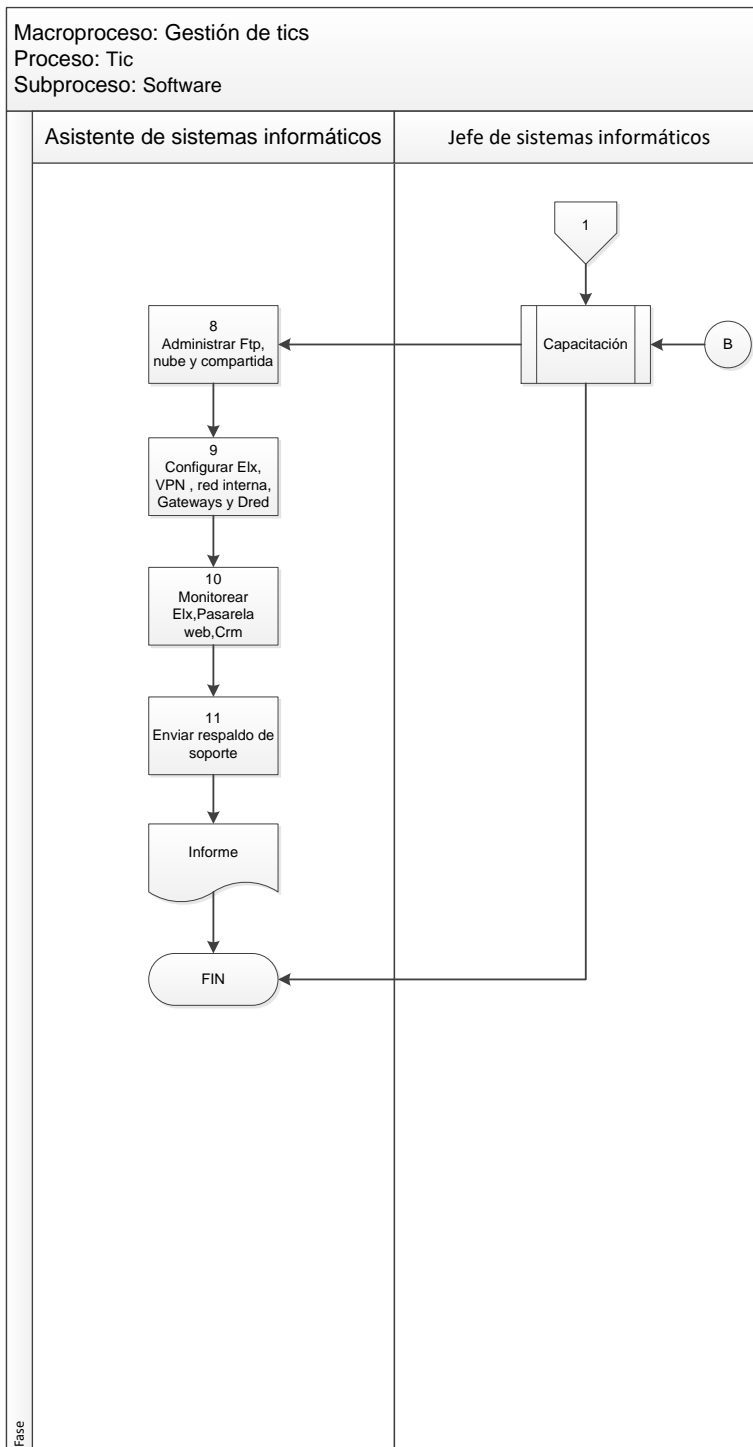 Macroproceso: Gestión de tics
Proceso: Tic
Subproceso: Software
Asistente de sistemas informáticos
Jefe de sistemas informáticos
1
8
Administrar Ftp,
nube y compartida
Capacitación
B
9
Configurar Elx,
VPN , red interna,
Gateways y Dred
10
Monitorear
Elx,Pasarela
web,Crm
11
Enviar respaldo de
soporte
Informe
FIN
Fase